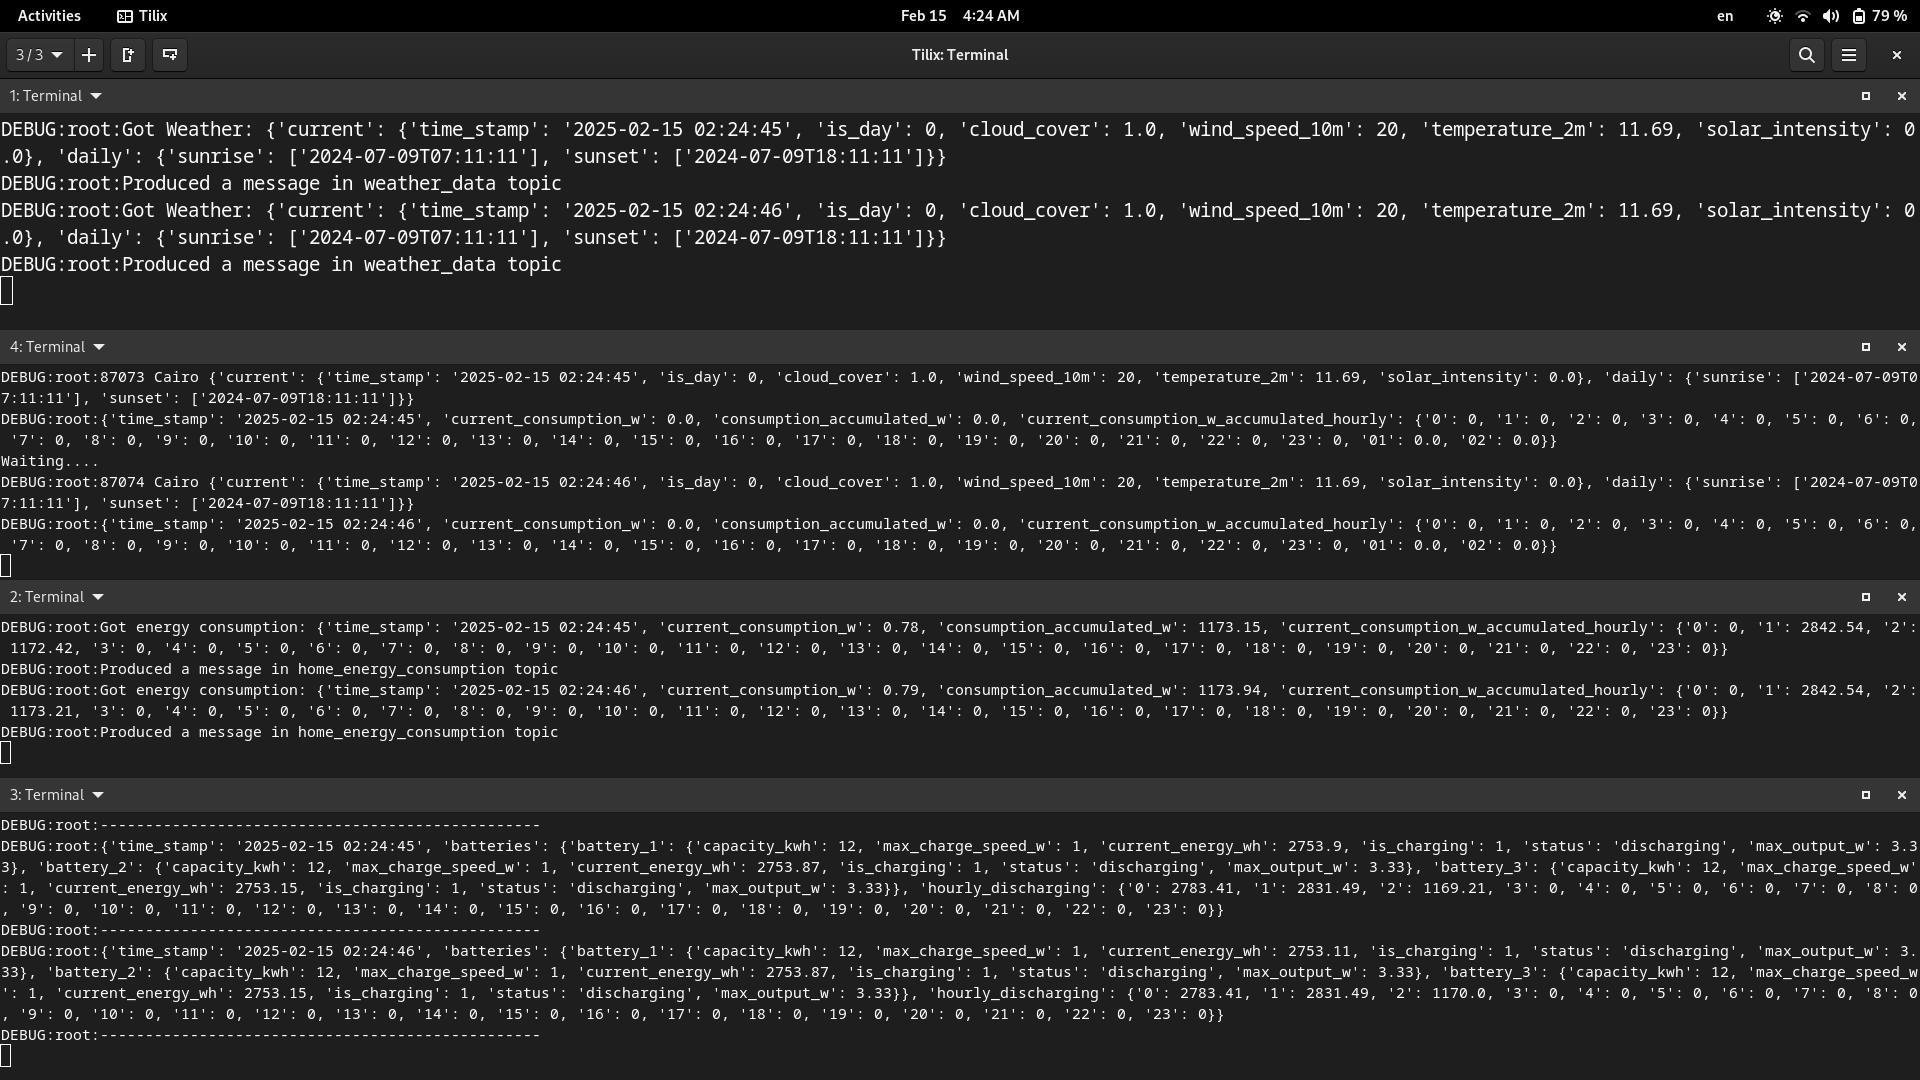 Activities Tilix Feb 15 4:24 AM en 79 %
3 / 3 Tilix: Terminal
1: Terminal
DEBUG:root:Got Weather: {'current': {'time_stamp': '2025-02-15 02:24:45', 'is_day': 0, 'cloud_cover': 1.0, 'wind_speed_10m': 20, 'temperature_2m': 11.69, 'solar_intensity': 0
.0}, 'daily': {'sunrise': ['2024-07-09T07:11:11'], 'sunset': ['2024-07-09T18:11:11']}}
DEBUG:root:Produced a message in weather_data topic
DEBUG:root:Got Weather: {'current': {'time_stamp': '2025-02-15 02:24:46', 'is_day': 0, 'cloud_cover': 1.0, 'wind_speed_10m': 20, 'temperature_2m': 11.69, 'solar_intensity': 0
.0}, 'daily': {'sunrise': ['2024-07-09T07:11:11'], 'sunset': ['2024-07-09T18:11:11']}}
DEBUG:root:Produced a message in weather_data topic
4: Terminal
DEBUG:root:87073 Cairo {'current': {'time_stamp': '2025-02-15 02:24:45', 'is_day': 0, 'cloud_cover': 1.0, 'wind_speed_10m': 20, 'temperature_2m': 11.69, 'solar_intensity': 0.0}, 'daily': {'sunrise': ['2024-07-09T0
7:11:11'], 'sunset': ['2024-07-09T18:11:11']}}
DEBUG:root:{'time_stamp': '2025-02-15 02:24:45', 'current_consumption_w': 0.0, 'consumption_accumulated_w': 0.0, 'current_consumption_w_accumulated_hourly': {'0': 0, '1': 0, '2': 0, '3': 0, '4': 0, '5': 0, '6': 0,
'7': 0, '8': 0, '9': 0, '10': 0, '11': 0, '12': 0, '13': 0, '14': 0, '15': 0, '16': 0, '17': 0, '18': 0, '19': 0, '20': 0, '21': 0, '22': 0, '23': 0, '01': 0.0, '02': 0.0}}
Waiting....
DEBUG:root:87074 Cairo {'current': {'time_stamp': '2025-02-15 02:24:46', 'is_day': 0, 'cloud_cover': 1.0, 'wind_speed_10m': 20, 'temperature_2m': 11.69, 'solar_intensity': 0.0}, 'daily': {'sunrise': ['2024-07-09T0
7:11:11'], 'sunset': ['2024-07-09T18:11:11']}}
DEBUG:root:{'time_stamp': '2025-02-15 02:24:46', 'current_consumption_w': 0.0, 'consumption_accumulated_w': 0.0, 'current_consumption_w_accumulated_hourly': {'0': 0, '1': 0, '2': 0, '3': 0, '4': 0, '5': 0, '6': 0,
'7': 0, '8': 0, '9': 0, '10': 0, '11': 0, '12': 0, '13': 0, '14': 0, '15': 0, '16': 0, '17': 0, '18': 0, '19': 0, '20': 0, '21': 0, '22': 0, '23': 0, '01': 0.0, '02': 0.0}}
2: Terminal
DEBUG:root:Got energy consumption: {'time_stamp': '2025-02-15 02:24:45', 'current_consumption_w': 0.78, 'consumption_accumulated_w': 1173.15, 'current_consumption_w_accumulated_hourly': {'0': 0, '1': 2842.54, '2':
1172.42, '3': 0, '4': 0, '5': 0, '6': 0, '7': 0, '8': 0, '9': 0, '10': 0, '11': 0, '12': 0, '13': 0, '14': 0, '15': 0, '16': 0, '17': 0, '18': 0, '19': 0, '20': 0, '21': 0, '22': 0, '23': 0}}
DEBUG:root:Produced a message in home_energy_consumption topic
DEBUG:root:Got energy consumption: {'time_stamp': '2025-02-15 02:24:46', 'current_consumption_w': 0.79, 'consumption_accumulated_w': 1173.94, 'current_consumption_w_accumulated_hourly': {'0': 0, '1': 2842.54, '2':
1173.21, '3': 0, '4': 0, '5': 0, '6': 0, '7': 0, '8': 0, '9': 0, '10': 0, '11': 0, '12': 0, '13': 0, '14': 0, '15': 0, '16': 0, '17': 0, '18': 0, '19': 0, '20': 0, '21': 0, '22': 0, '23': 0}}
DEBUG:root:Produced a message in home_energy_consumption topic
3: Terminal
DEBUG:root:-------------------------------------------------
DEBUG:root:{'time_stamp': '2025-02-15 02:24:45', 'batteries': {'battery_1': {'capacity_kwh': 12, 'max_charge_speed_w': 1, 'current_energy_wh': 2753.9, 'is_charging': 1, 'status': 'discharging', 'max_output_w': 3.3
3}, 'battery_2': {'capacity_kwh': 12, 'max_charge_speed_w': 1, 'current_energy_wh': 2753.87, 'is_charging': 1, 'status': 'discharging', 'max_output_w': 3.33}, 'battery_3': {'capacity_kwh': 12, 'max_charge_speed_w'
: 1, 'current_energy_wh': 2753.15, 'is_charging': 1, 'status': 'discharging', 'max_output_w': 3.33}}, 'hourly_discharging': {'0': 2783.41, '1': 2831.49, '2': 1169.21, '3': 0, '4': 0, '5': 0, '6': 0, '7': 0, '8': 0
, '9': 0, '10': 0, '11': 0, '12': 0, '13': 0, '14': 0, '15': 0, '16': 0, '17': 0, '18': 0, '19': 0, '20': 0, '21': 0, '22': 0, '23': 0}}
DEBUG:root:-------------------------------------------------
DEBUG:root:{'time_stamp': '2025-02-15 02:24:46', 'batteries': {'battery_1': {'capacity_kwh': 12, 'max_charge_speed_w': 1, 'current_energy_wh': 2753.11, 'is_charging': 1, 'status': 'discharging', 'max_output_w': 3.
33}, 'battery_2': {'capacity_kwh': 12, 'max_charge_speed_w': 1, 'current_energy_wh': 2753.87, 'is_charging': 1, 'status': 'discharging', 'max_output_w': 3.33}, 'battery_3': {'capacity_kwh': 12, 'max_charge_speed_w
': 1, 'current_energy_wh': 2753.15, 'is_charging': 1, 'status': 'discharging', 'max_output_w': 3.33}}, 'hourly_discharging': {'0': 2783.41, '1': 2831.49, '2': 1170.0, '3': 0, '4': 0, '5': 0, '6': 0, '7': 0, '8': 0
, '9': 0, '10': 0, '11': 0, '12': 0, '13': 0, '14': 0, '15': 0, '16': 0, '17': 0, '18': 0, '19': 0, '20': 0, '21': 0, '22': 0, '23': 0}}
DEBUG:root:-------------------------------------------------